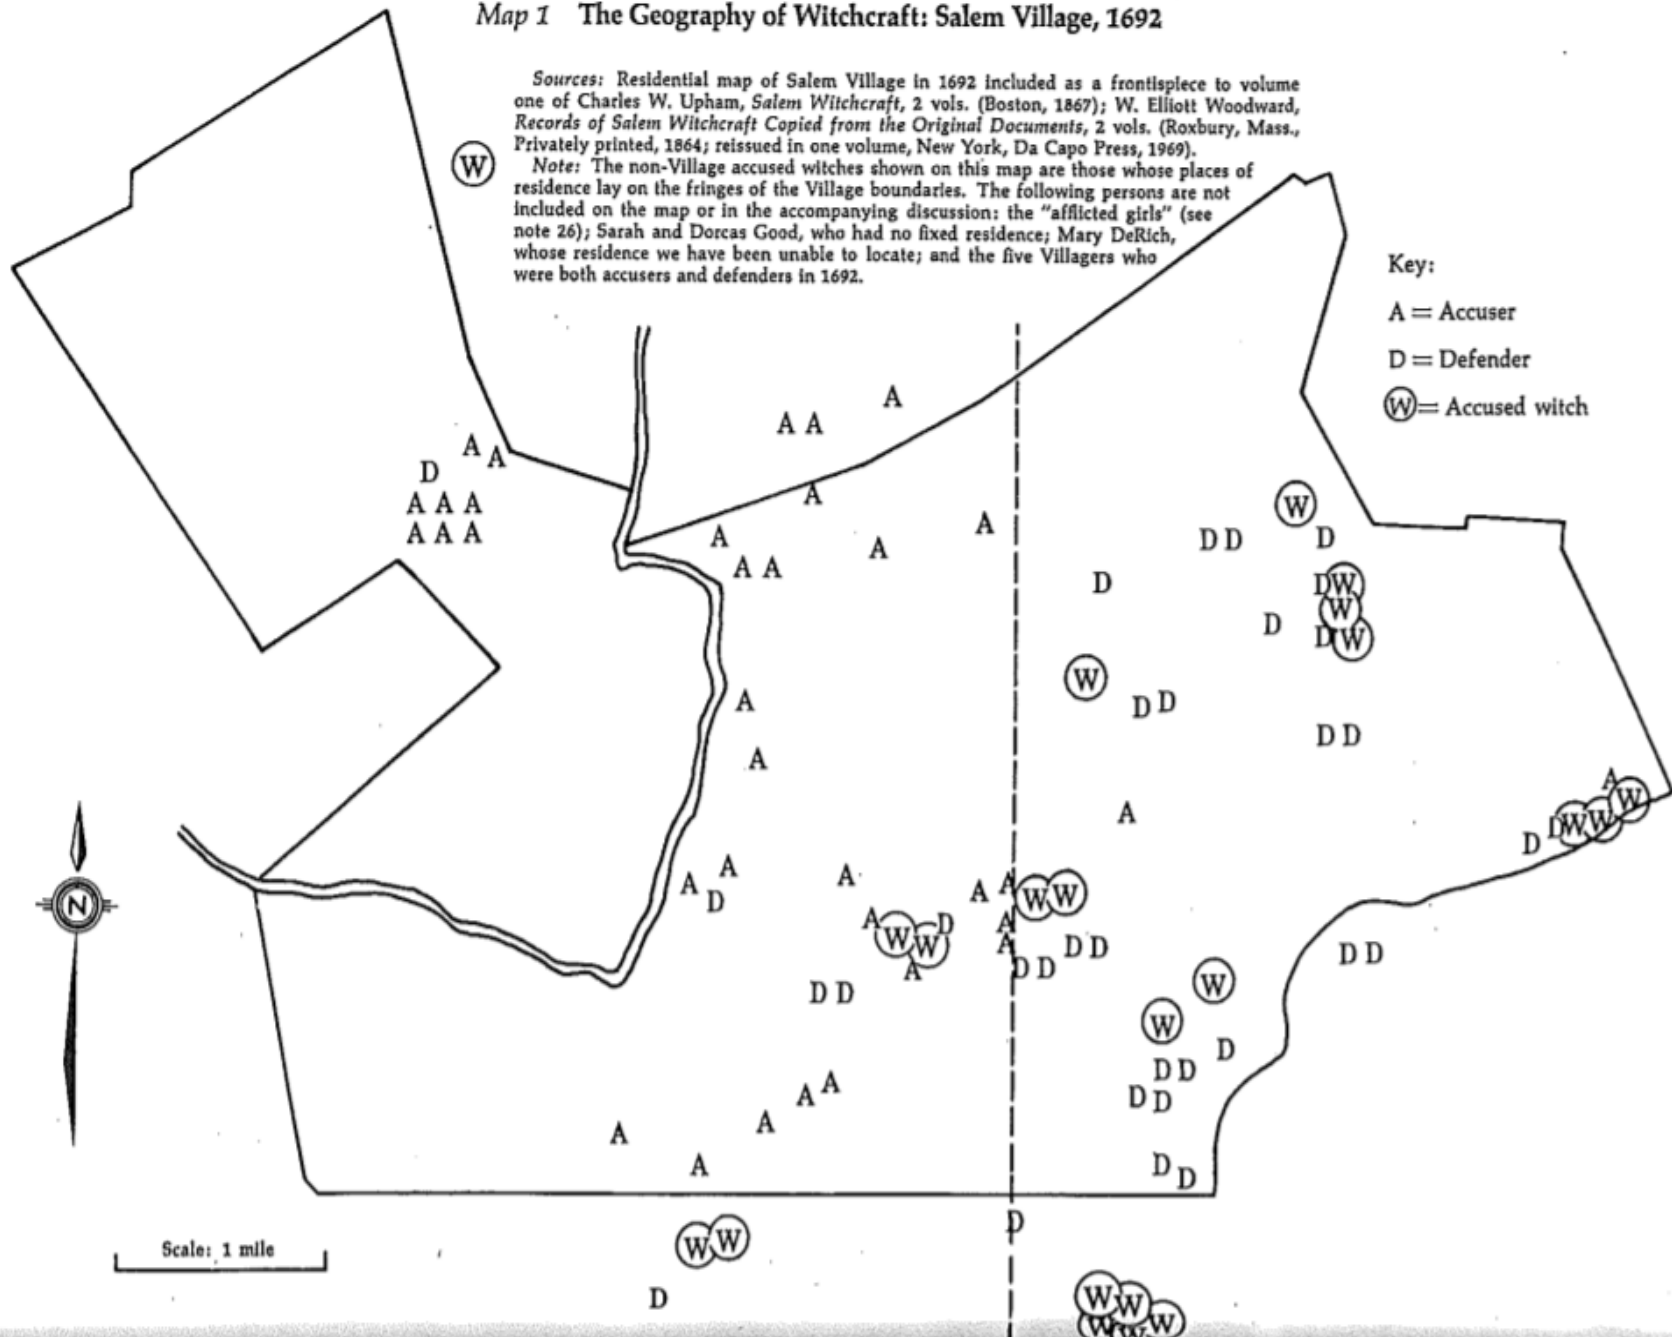 Map 1 The Geography of Witchcraft: Salem Village, 1692
Sources: Residential map of Salem Village in 1692 included as a frontispiece to volume
one of Charles W. Upham, Salem Witchcraft, 2 vols. (Boston, 1867); W. Elliott Woodward,
Records of Salem Witchcraft Copied from the Original Documents, 2 vols. (Roxbury, Mass.,
Privately printed, 1864; reissued in one volume, New York, Da Capo Press, 1969).
Note: The non-Village accused witches shown on this map are those whose places of
residence lay on the fringes of the Village boundaries. The following persons are not
included on the map or in the accompanying discussion: the "afflicted girls" (see
note 26); Sarah and Dorcas Good, who had no fixed residence; Mary DeRich,
whose residence we have been unable to locate; and the five Villagers who
were both accusers and defenders in 1692.
W
Key:
A = Accuser
D = Defender
W = Accused witch
A
A A
A A
D
A A A
A A A
A
A
A A
A
A
W
D D
D
D
D W
W
D W
D
W
D D
D D
A
A
A
A
W
D W W
D
A
A
D
A
A
W W
D
A
A A
W W
A
A
D D
D D
D D
D D
W
W
D
D D
D D
D D
A A
A
A
A
D
W W
D
W W
W W W
N
Scale: 1 mile